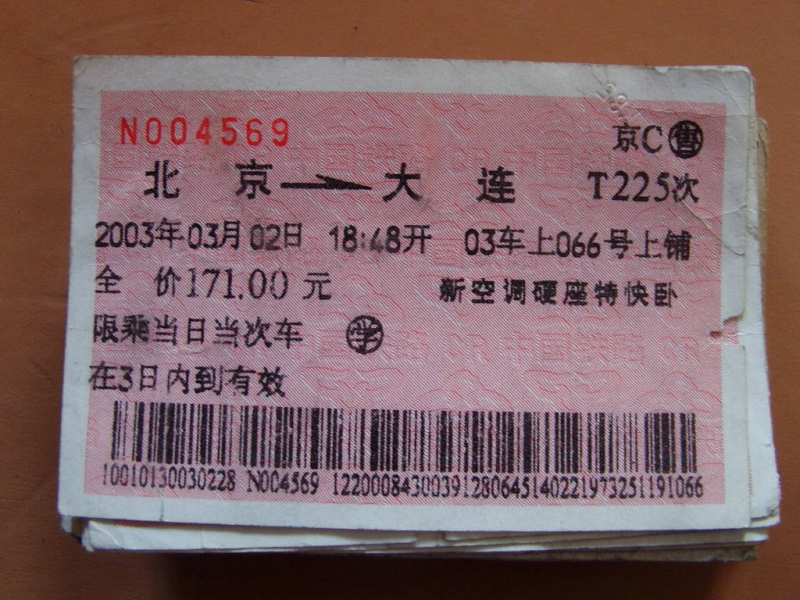 N004569 京C售
北京→大连 T225次
2003年03月02日 18:48开 03车上066号上铺
全 价171.00元 新空调硬座特快卧
限乘当日当次车 学
在3日内到有效
10010130030228 N004569 122000843003912806451402219732511910​66